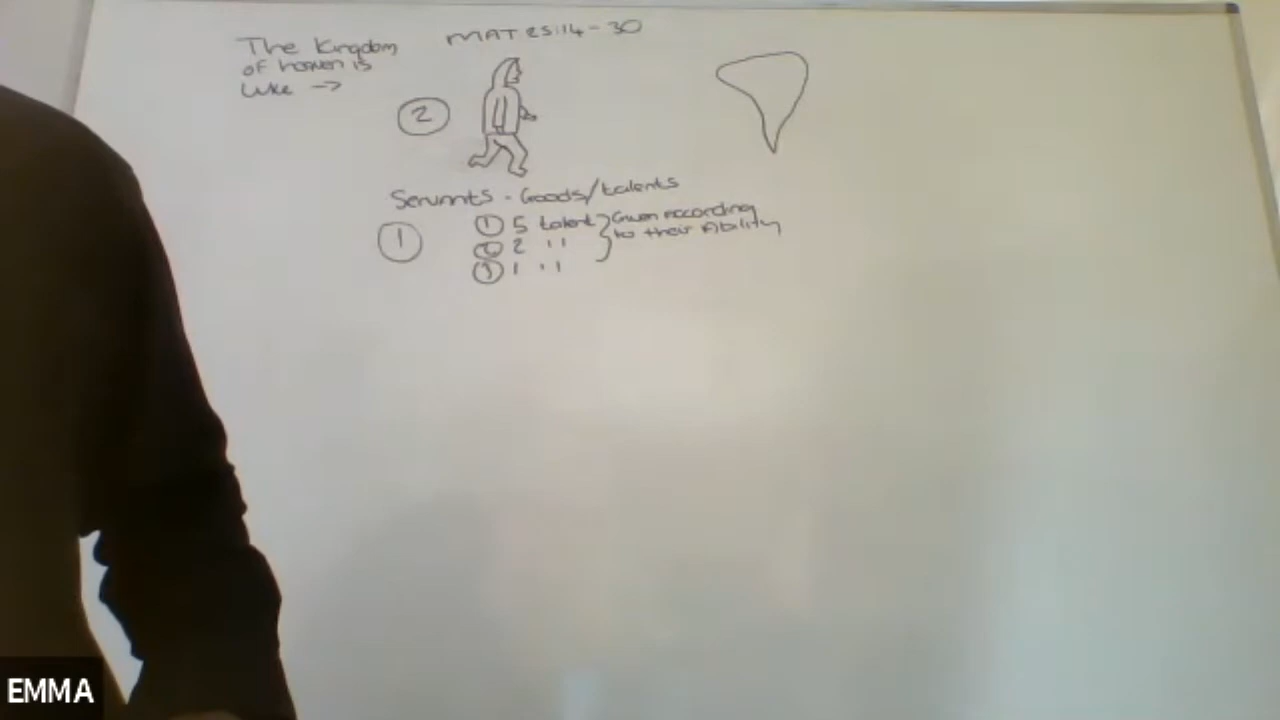 The Kingdom
of heaven is
Like →
MAT 25:14-30
②
Servants - Goods/talents
①
① 5 talent } Given according
② 2 '' to their Ability
③ 1 ''
EMMA